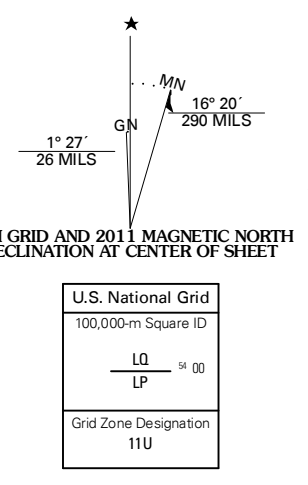 MN
GN
16° 20´
290 MILS
1° 27´
26 MILS
GRID AND 2011 MAGNETIC NORTH
ECLINATION AT CENTER OF SHEET
U.S. National Grid
100,000-m Square ID
LQ
54 00
LP
Grid Zone Designation
11U